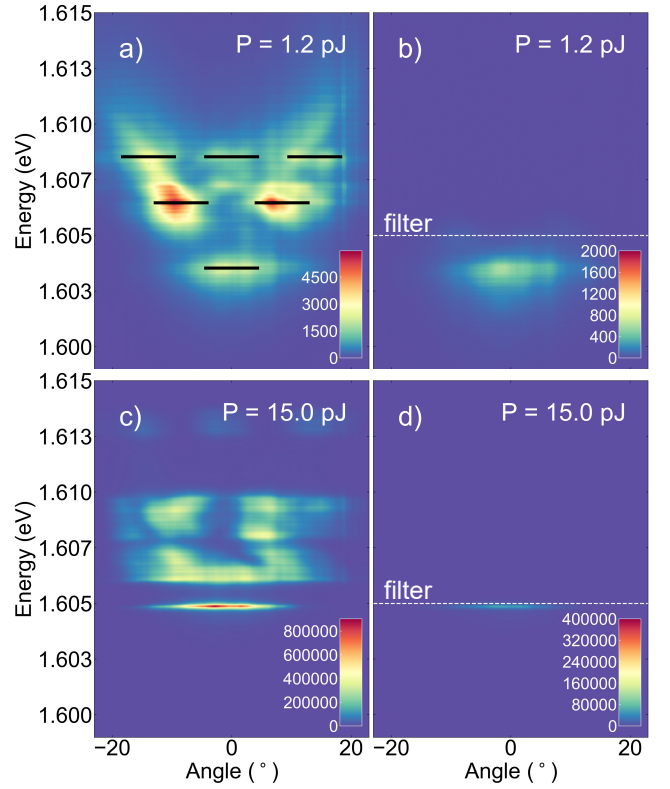 1.615
a)
P = 1.2 pJ
b)
P = 1.2 pJ
1.613
1.610
1.607
1.605
1.603
1.600
Energy (eV)
4500
3000
1500
0
filter
2000
1600
1200
800
400
0
1.615
c)
P = 15.0 pJ
d)
P = 15.0 pJ
1.613
1.610
1.607
1.605
1.603
1.600
Energy (eV)
800000
600000
400000
200000
0
filter
400000
320000
240000
160000
80000
0
−20
0
20
−20
0
20
Angle (°)
Angle (°)